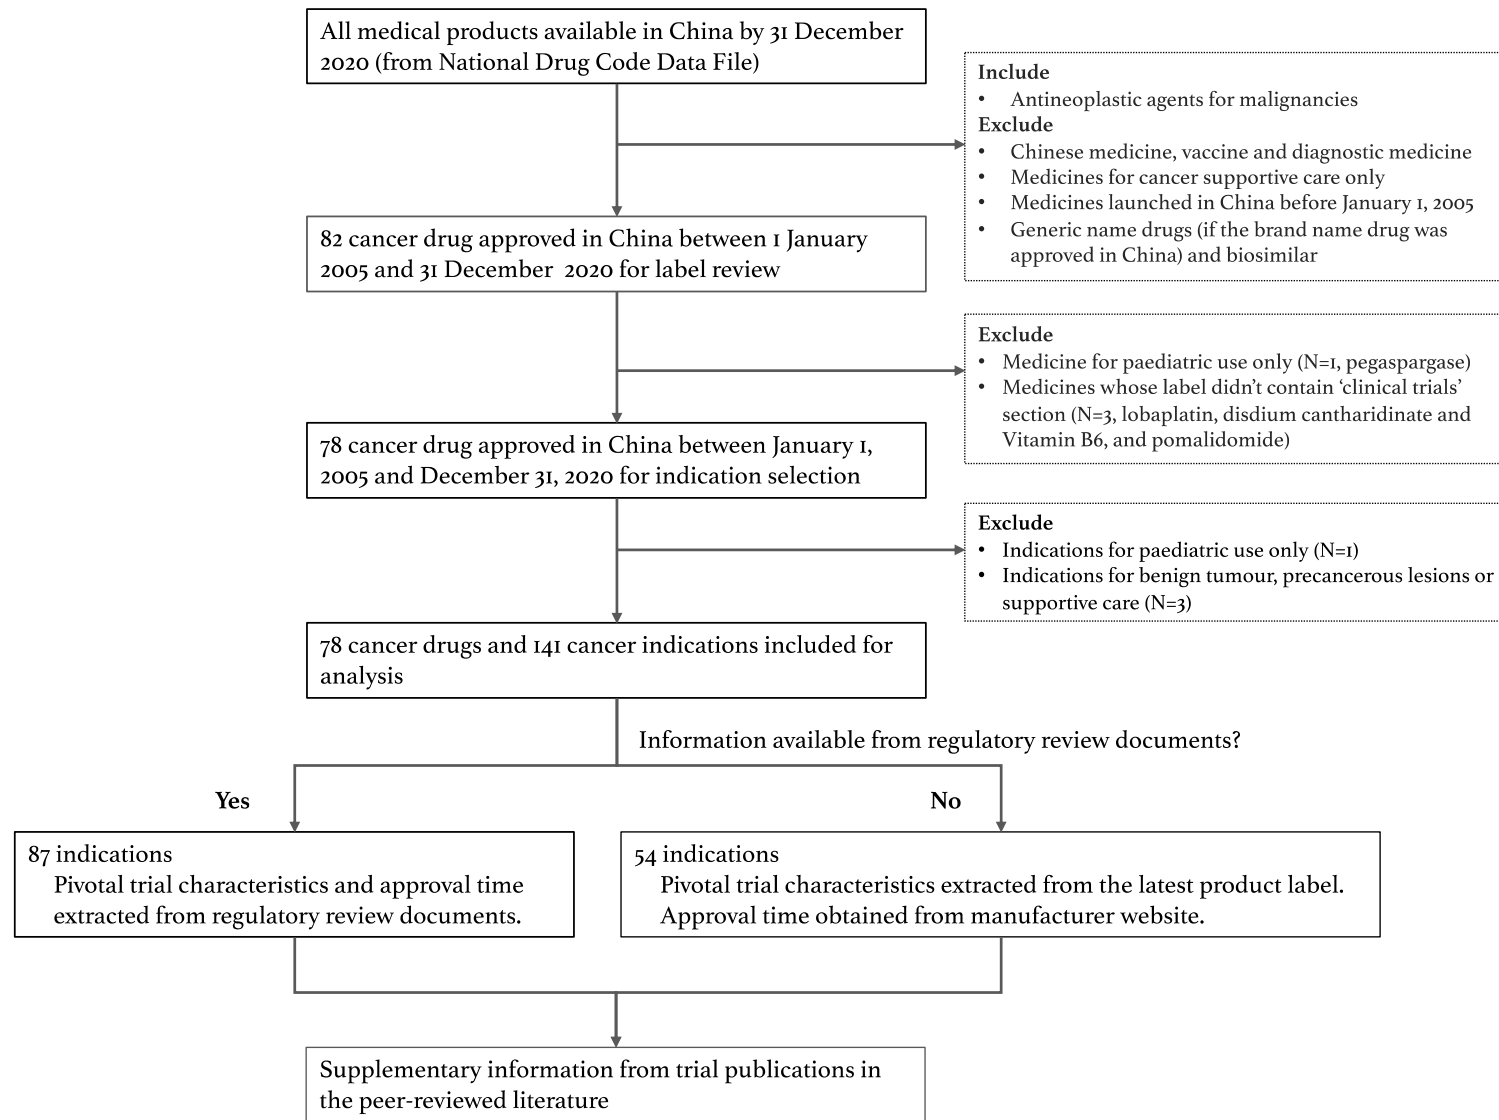 All medical products available in China by 31 December
2020 (from National Drug Code Data File)
Include
• Antineoplastic agents for malignancies
Exclude
• Chinese medicine, vaccine and diagnostic medicine
• Medicines for cancer supportive care only
• Medicines launched in China before January 1, 2005
• Generic name drugs (if the brand name drug was
approved in China) and biosimilar
82 cancer drug approved in China between 1 January
2005 and 31 December 2020 for label review
Exclude
• Medicine for paediatric use only (N=1, pegaspargase)
• Medicines whose label didn't contain ‘clinical trials’
section (N=3, lobaplatin, disdium cantharidinate and
Vitamin B6, and pomalidomide)
78 cancer drug approved in China between January 1,
2005 and December 31, 2020 for indication selection
Exclude
• Indications for paediatric use only (N=1)
• Indications for benign tumour, precancerous lesions or
supportive care (N=3)
78 cancer drugs and 141 cancer indications included for
analysis
Information available from regulatory review documents?
Yes
No
87 indications
Pivotal trial characteristics and approval time
extracted from regulatory review documents.
54 indications
Pivotal trial characteristics extracted from the latest product label.
Approval time obtained from manufacturer website.
Supplementary information from trial publications in
the peer-reviewed literature